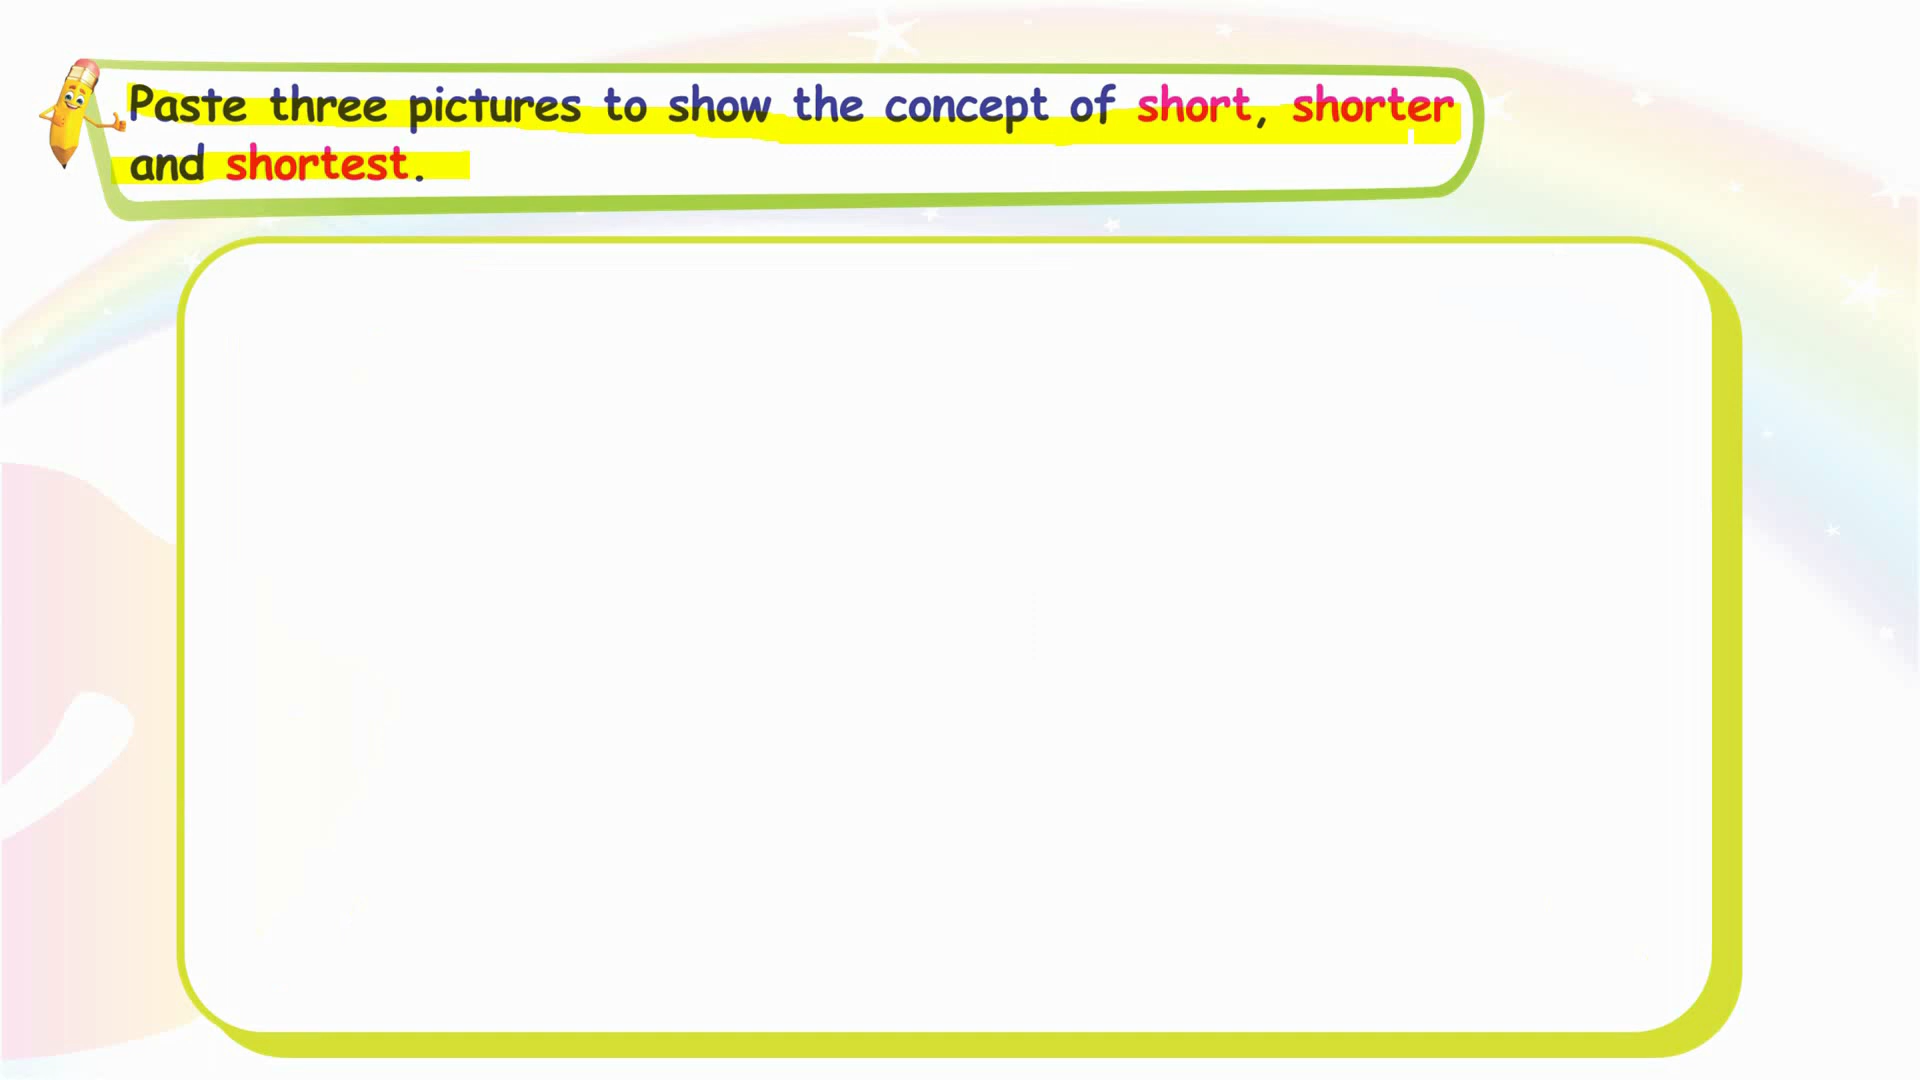 Paste three pictures to show the concept of short, shorter
and shortest.